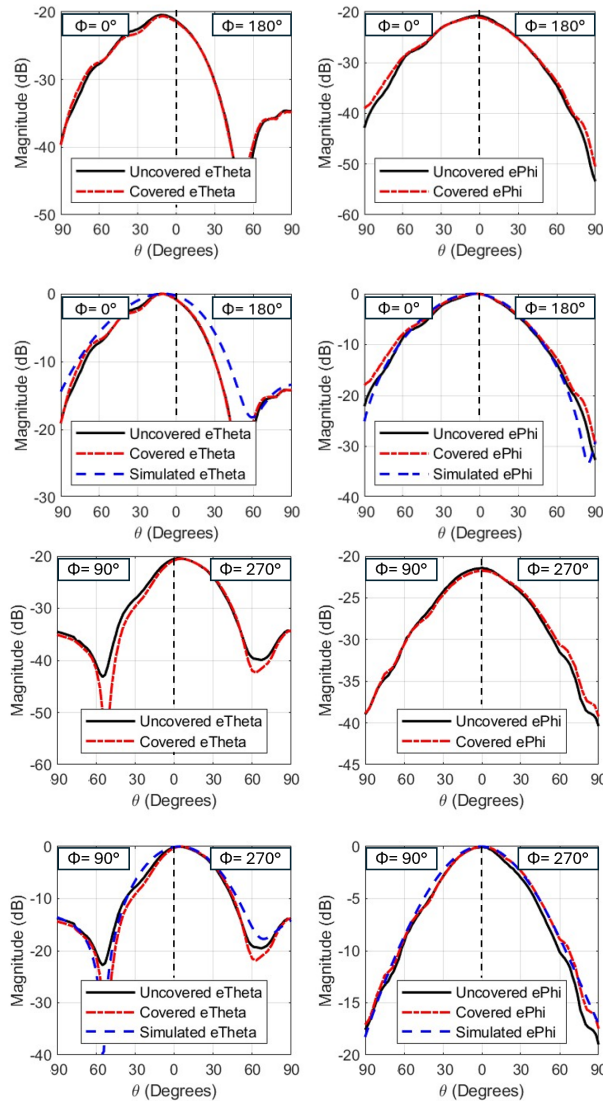 -20
-30
-40
-50
Magnitude (dB)
Φ= 0°
Φ= 180°
Uncovered eTheta
Covered eTheta
90 60 30 0 30 60 90
θ (Degrees)
-20
-30
-40
-50
-60
Magnitude (dB)
Φ= 0°
Φ= 180°
Uncovered ePhi
Covered ePhi
90 60 30 0 30 60 90
θ (Degrees)
0
-10
-20
-30
Magnitude (dB)
Φ= 0°
Φ= 180°
Uncovered eTheta
Covered eTheta
Simulated eTheta
90 60 30 0 30 60 90
θ (Degrees)
0
-10
-20
-30
-40
Magnitude (dB)
Φ= 0°
Φ= 180°
Uncovered ePhi
Covered ePhi
Simulated ePhi
90 60 30 0 30 60 90
θ (Degrees)
-20
-30
-40
-50
-60
Magnitude (dB)
Φ= 90°
Φ= 270°
Uncovered eTheta
Covered eTheta
90 60 30 0 30 60 90
θ (Degrees)
-20
-25
-30
-35
-40
-45
Magnitude (dB)
Φ= 90°
Φ= 270°
Uncovered ePhi
Covered ePhi
90 60 30 0 30 60 90
θ (Degrees)
0
-10
-20
-30
-40
Magnitude (dB)
Φ= 90°
Φ= 270°
Uncovered eTheta
Covered eTheta
Simulated eTheta
90 60 30 0 30 60 90
θ (Degrees)
0
-5
-10
-15
-20
Magnitude (dB)
Φ= 90°
Φ= 270°
Uncovered ePhi
Covered ePhi
Simulated ePhi
90 60 30 0 30 60 90
θ (Degrees)